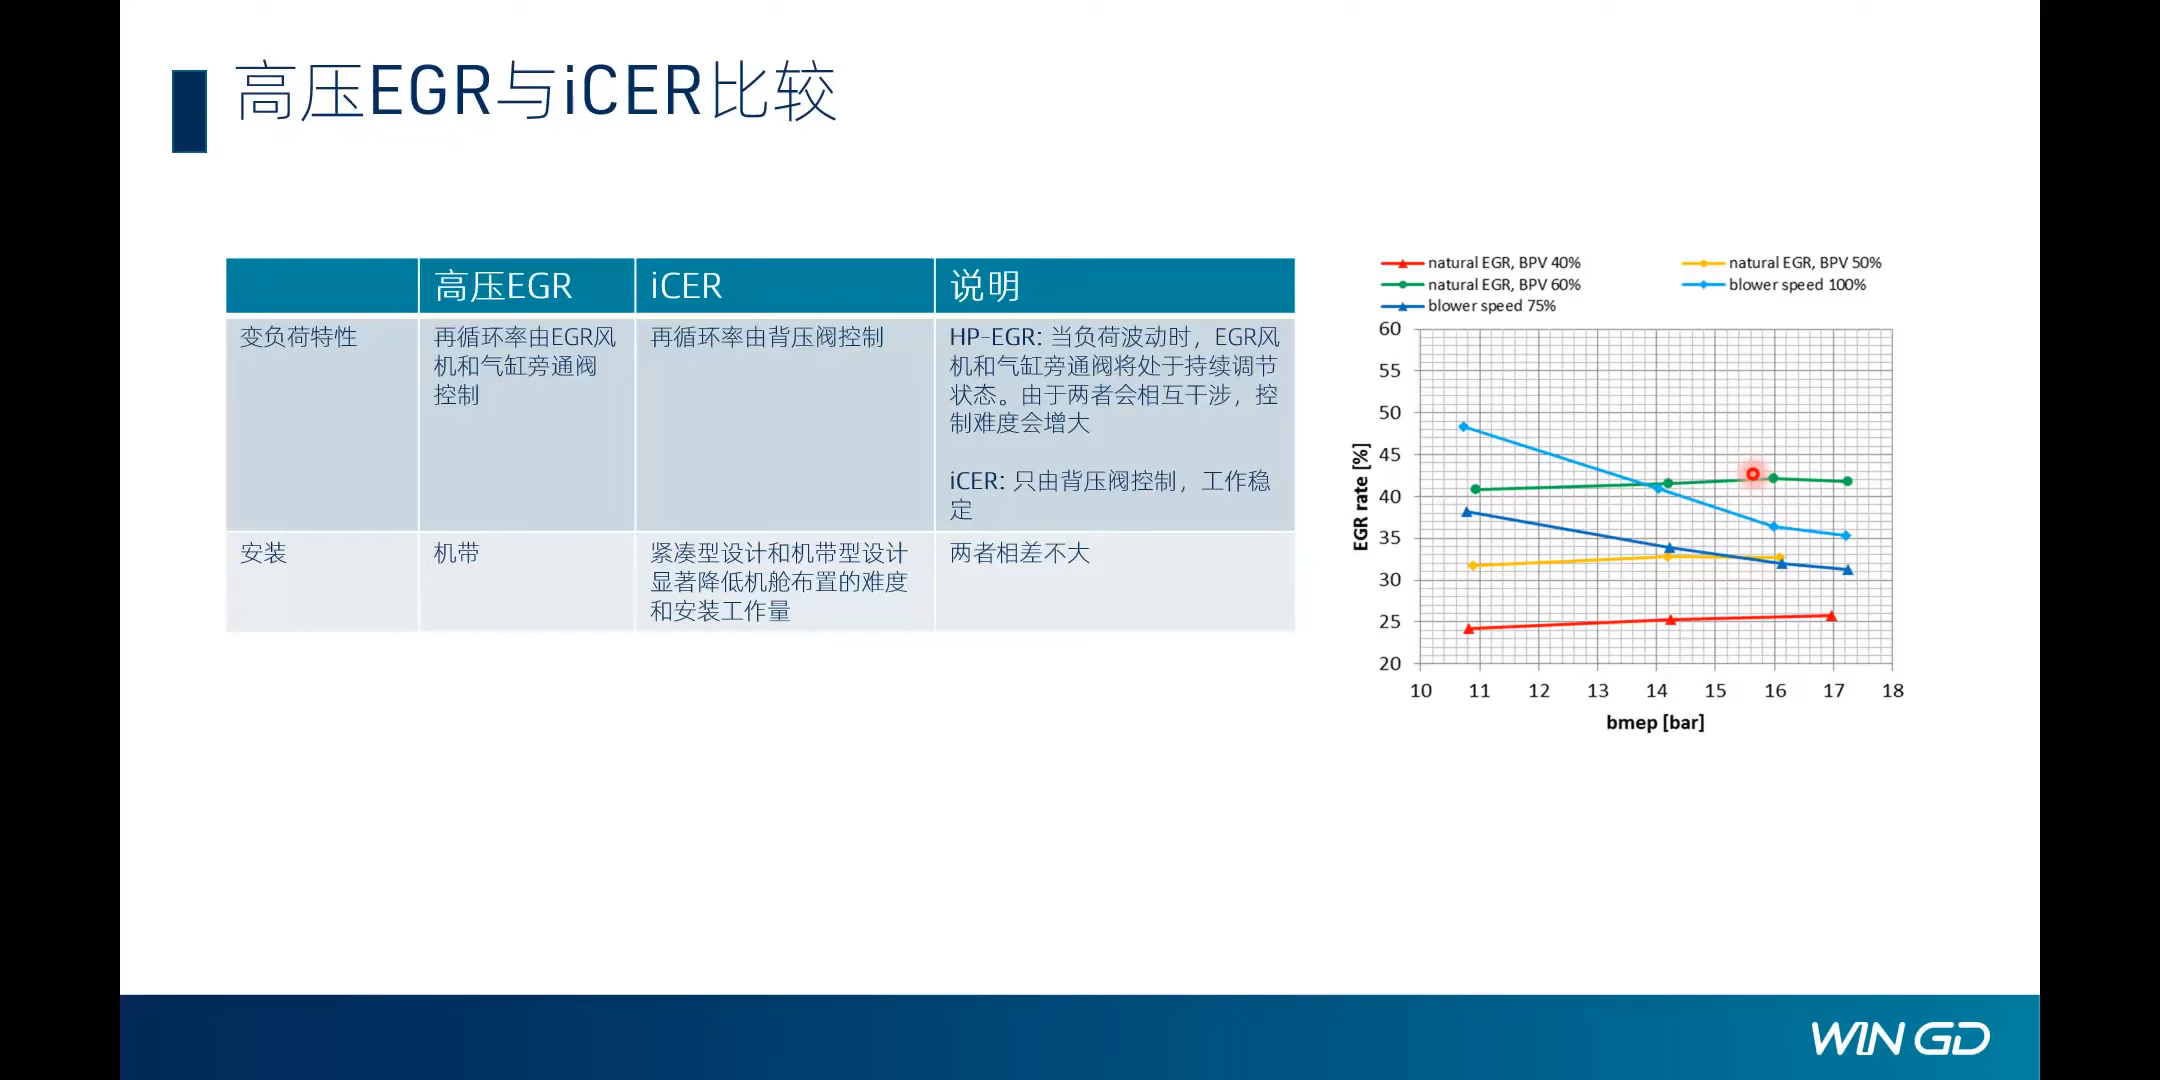 高压EGR与iCER比较
高压EGR
iCER
说明
变负荷特性
再循环率由EGR风
机和气缸旁通阀
控制
再循环率由背压阀控制
HP-EGR: 当负荷波动时，EGR风
机和气缸旁通阀将处于持续调节
状态。由于两者会相互干涉，控
制难度会增大
iCER: 只由背压阀控制，工作稳
定
安装
机带
紧凑型设计和机带型设计
显著降低机舱布置的难度
和安装工作量
两者相差不大
natural EGR, BPV 40%
natural EGR, BPV 50%
natural EGR, BPV 60%
blower speed 100%
blower speed 75%
EGR rate [%]
60
55
50
45
40
35
30
25
20
10 11 12 13 14 15 16 17 18
bmep [bar]
WIN GD